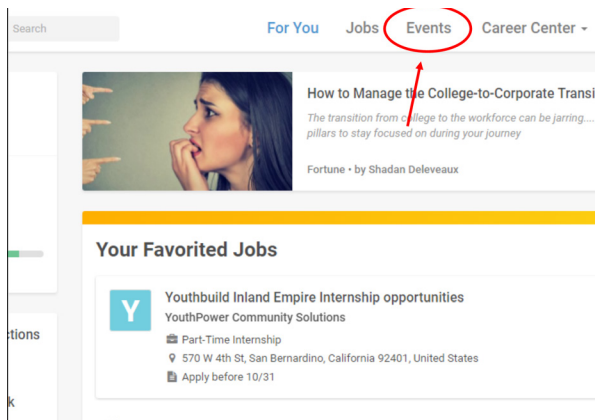 Search
For You Jobs Events Career Center
How to Manage the College-to-Corporate Transi
The transition from college to the workforce can be jarring....
pillars to stay focused on during your journey
Fortune • by Shadan Deleveaux
Your Favorited Jobs
Y
Youthbuild Inland Empire Internship opportunities
YouthPower Community Solutions
Part-Time Internship
570 W 4th St, San Bernardino, California 92401, United States
Apply before 10/31
ctions
k